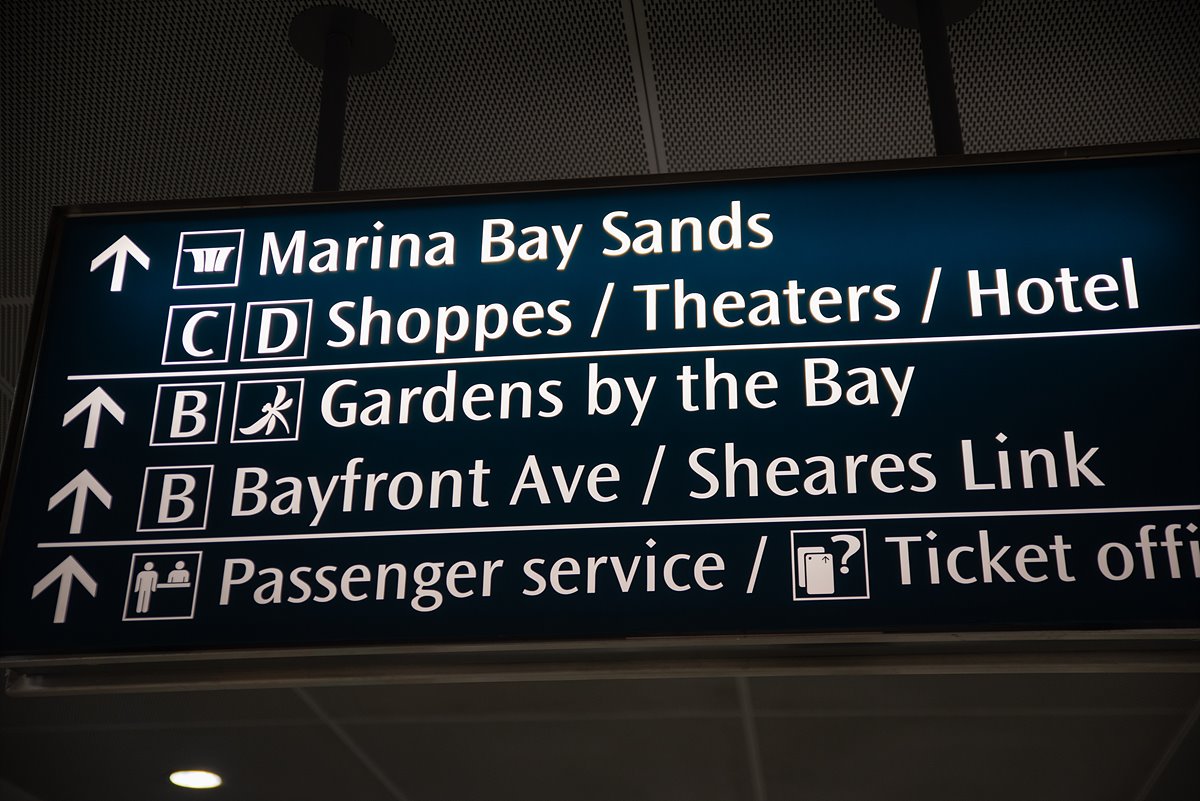 Marina Bay Sands
C D Shoppes / Theaters / Hotel
B Gardens by the Bay
B Bayfront Ave / Sheares Link
Passenger service / ? Ticket offi